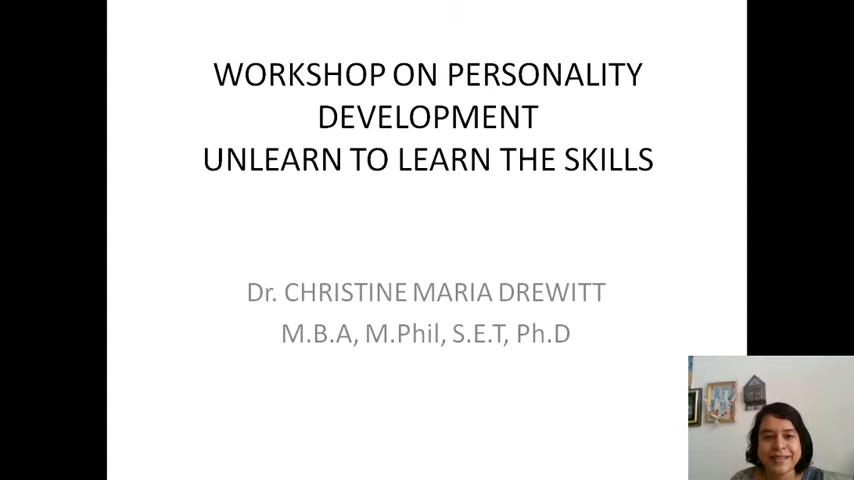 WORKSHOP ON PERSONALITY
DEVELOPMENT
UNLEARN TO LEARN THE SKILLS
Dr. CHRISTINE MARIA DREWITT
M.B.A, M.Phil, S.E.T, Ph.D